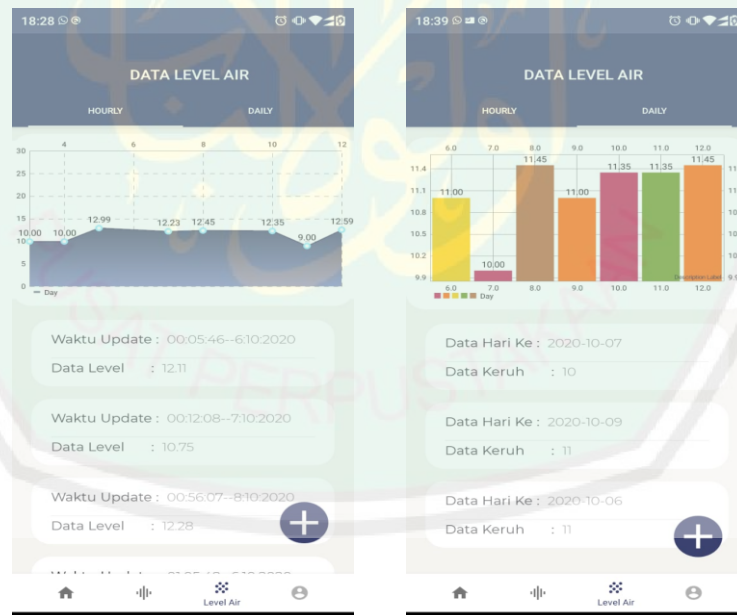 18:28
DATA LEVEL AIR
HOURLY DAILY
4 6 8 10 12
30
25
20
15
10
5
0
10.00 10.00 12.99 12.23 12.45 12.35 9.00 12.59
Day
Waktu Update : 00:05:46--6:10:2020
Data Level : 12.11
Waktu Update : 00:12:08--7:10:2020
Data Level : 10.75
Waktu Update : 00:56:07--8:10:2020
Data Level : 12.28
Level Air
18:39
DATA LEVEL AIR
HOURLY DAILY
6.0 7.0 8.0 9.0 10.0 11.0 12.0
11.4
11.1
10.8
10.5
10.2
9.9
11.00 10.00 11.45 11.00 11.35 11.35 11.45
Description Label
6.0 7.0 8.0 9.0 10.0 11.0 12.0
Day
Data Hari Ke : 2020-10-07
Data Keruh : 10
Data Hari Ke : 2020-10-09
Data Keruh : 11
Data Hari Ke : 2020-10-06
Data Keruh : 11
Level Air
PUSAT PERPUSTAKAAN